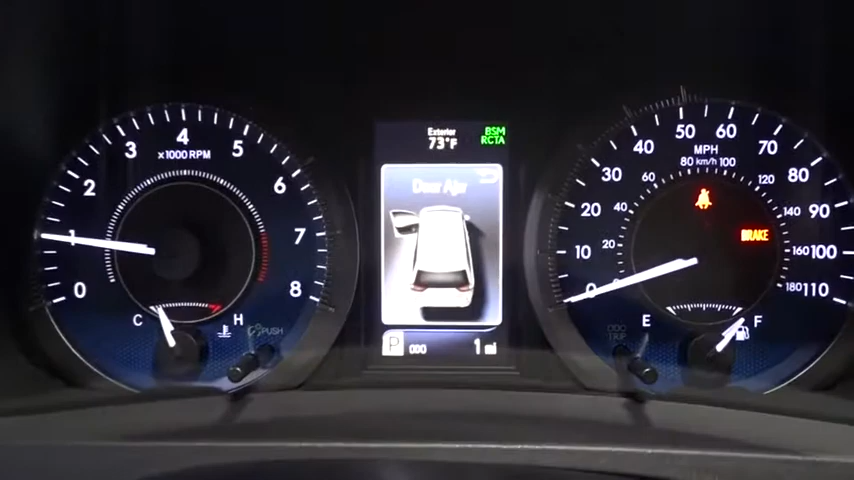 0
1
2
3
4
5
6
7
8
×1000 RPM
C
H
PUSH
Exterior
73°F
BSM
RCTA
Door Ajar
P
ODO
1 mi
0
10
20
30
40
50
60
70
80
90
100
110
MPH
km/h
20
40
60
80
100
120
140
160
180
BRAKE
ODO
TRIP
E
F